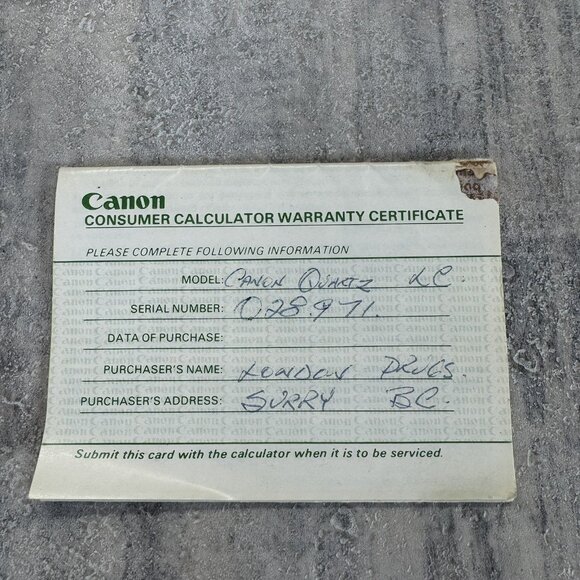 Canon
CONSUMER CALCULATOR WARRANTY CERTIFICATE
PLEASE COMPLETE FOLLOWING INFORMATION
MODEL: CANON QUARTZ LC.
SERIAL NUMBER: 028971.
DATA OF PURCHASE:
PURCHASER'S NAME: LONDON DRUGS.
PURCHASER'S ADDRESS: SURRY BC.
Submit this card with the calculator when it is to be serviced.